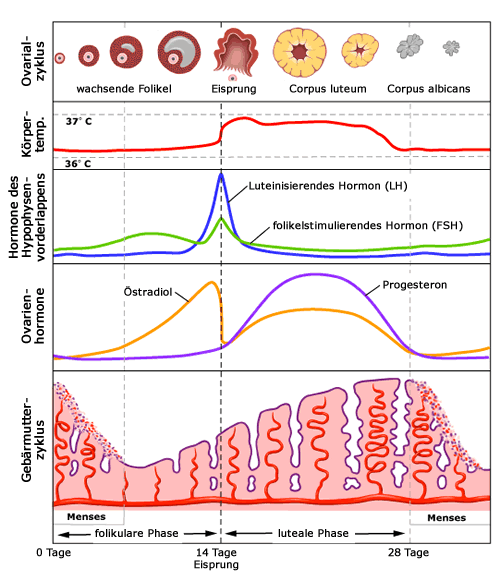 Ovarial-
zyklus
wachsende Folikel
Eisprung
Corpus luteum
Corpus albicans
Körper-
temp.
37° C
36° C
Hormone des
Hypophysen-
vorderlappens
Luteinisierendes Hormon (LH)
folikelstimulierendes Hormon (FSH)
Ovarien-
hormone
Östradiol
Progesteron
Gebärmutter-
zyklus
Menses
Menses
folikulare Phase
luteale Phase
0 Tage
14 Tage
Eisprung
28 Tage